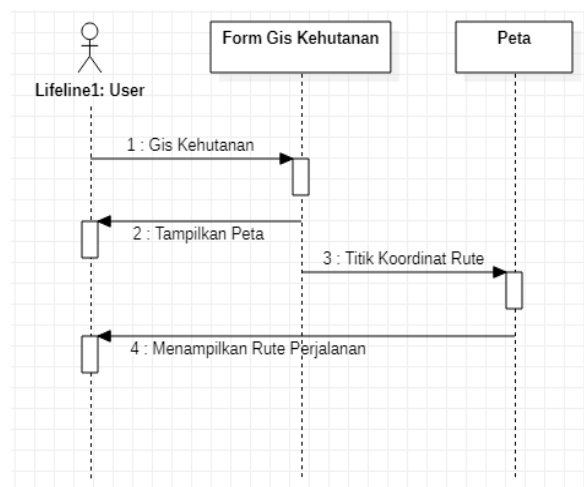 Form Gis Kehutanan
Peta
Lifeline1: User
1 : Gis Kehutanan
2 : Tampilkan Peta
3 : Titik Koordinat Rute
4 : Menampilkan Rute Perjalanan